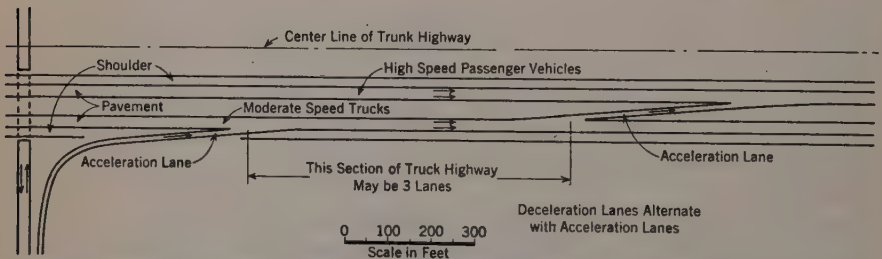 Center Line of Trunk Highway
Shoulder
High Speed Passenger Vehicles
Pavement
Moderate Speed Trucks
Acceleration Lane
Acceleration Lane
This Section of Truck Highway
May be 3 Lanes
Deceleration Lanes Alternate
with Acceleration Lanes
0 100 200 300
Scale in Feet